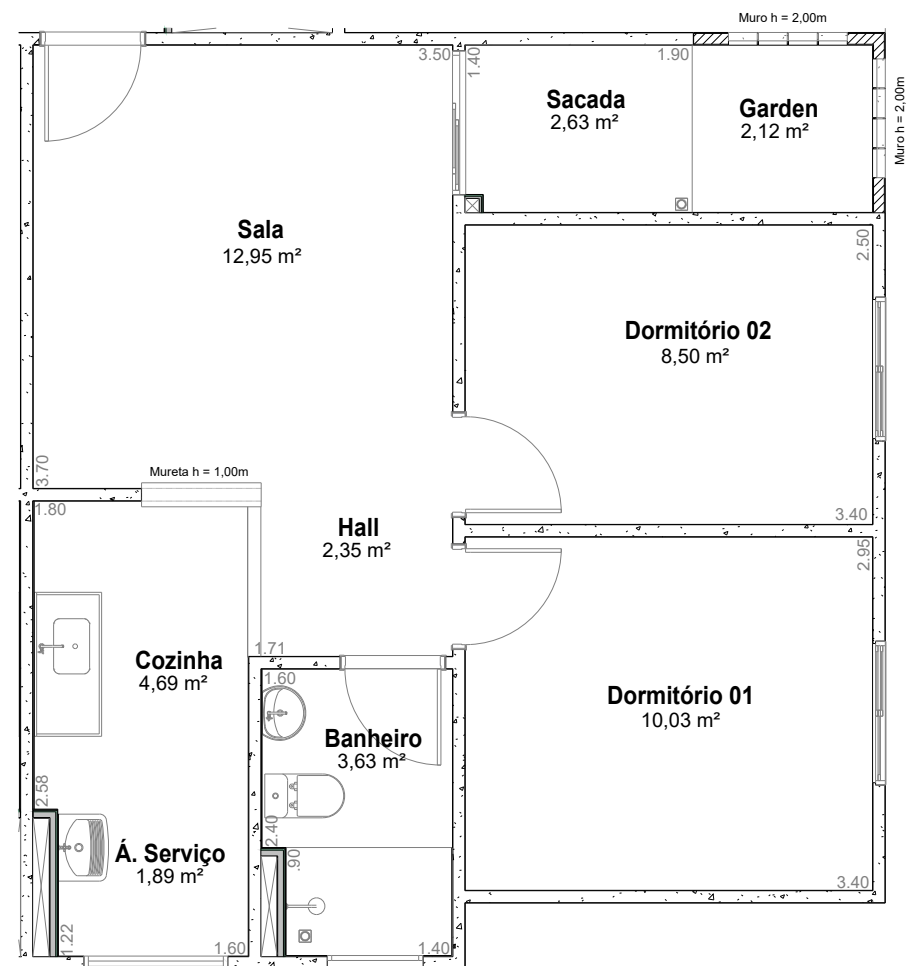 Muro h = 2,00m
3.50
1.40
1.90
Sacada
2,63 m²
Garden
2,12 m²
Muro h = 2,00m
Sala
12,95 m²
2.50
Dormitório 02
8,50 m²
3.70
Mureta h = 1,00m
1.80
3.40
Hall
2,35 m²
2.95
1.71
Cozinha
4,69 m²
1.60
Dormitório 01
10,03 m²
Banheiro
3,63 m²
2.58
2.40
Á. Serviço
1,89 m²
.90
3.40
1.22
1.60
1.40